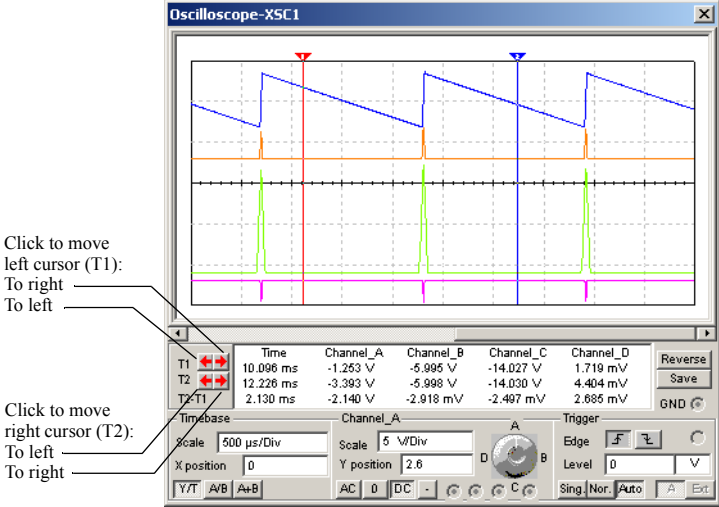 Oscilloscope-XSC1
1
2
Click to move
left cursor (T1):
To right
To left
Time Channel_A Channel_B Channel_C Channel_D
T1 10.096 ms -1.253 V -5.995 V -14.027 V 1.719 mV
T2 12.226 ms -3.393 V -5.998 V -14.030 V 4.404 mV
T2-T1 2.130 ms -2.140 V -2.918 mV -2.497 mV 2.685 mV
Reverse
Save
GND
Click to move
right cursor (T2):
To left
To right
Timebase
Scale 500 µs/Div
X position 0
Y/T A/B A+B
Channel_A
Scale 5 V/Div
Y position 2.6
AC 0 DC -
A
B
C
D
Trigger
Edge
Level 0 V
Sing. Nor. Auto A Ext